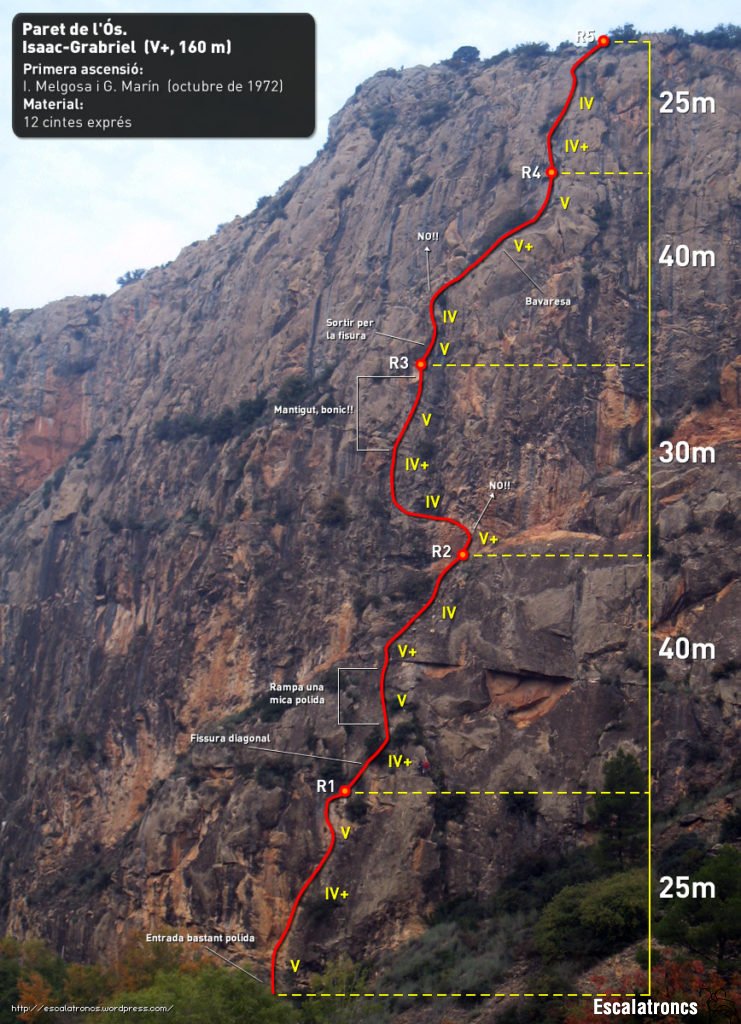 Paret de l'Ós.
Isaac-Grabriel (V+, 160 m)
Primera ascensió:
I. Melgosa i G. Marín (octubre de 1972)
Material:
12 cintes exprés
R5
25m
IV
IV+
R4
V
40m
NO!!
V+
Bavaresa
IV
Sortir per
la fisura
V
R3
Mantigut, bonic!!
V
30m
IV+
IV
NO!!
V+
R2
IV
40m
V+
Rampa una
mica polida
V
Fissura diagonal
IV+
R1
V
25m
IV+
Entrada bastant polida
V
http://escalatroncs.wordpress.com/
Escalatroncs